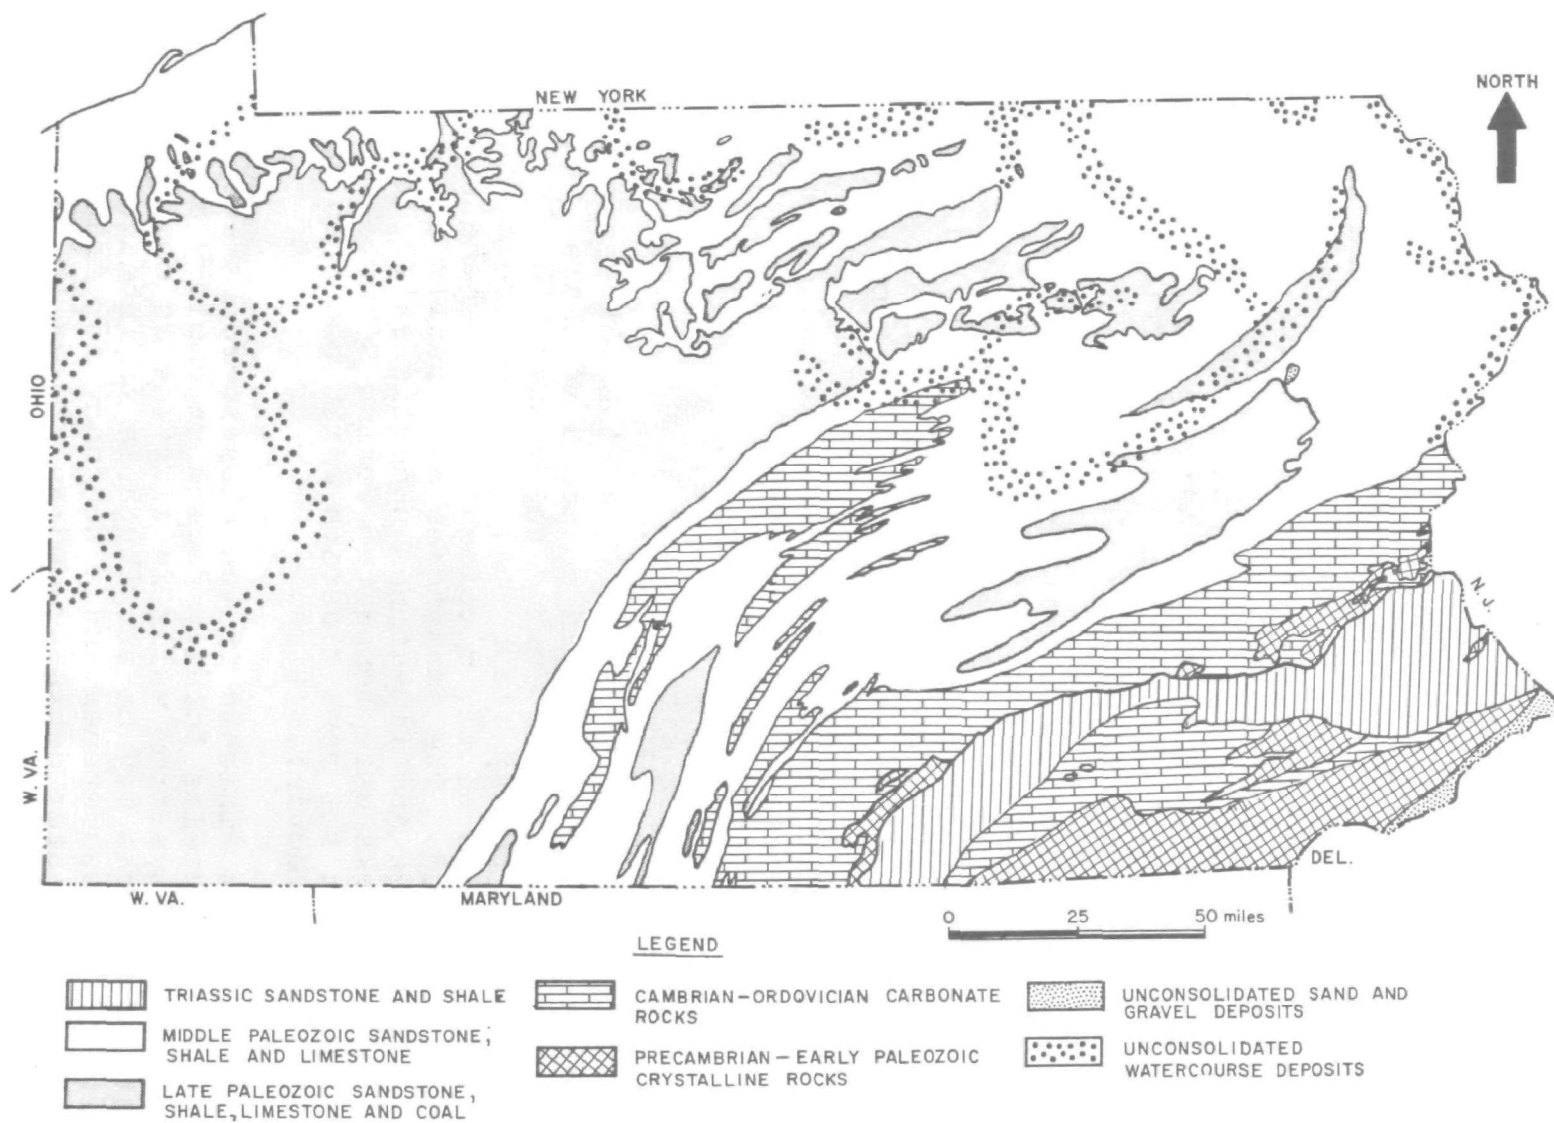 NEW YORK
NORTH
OHIO
N.J.
W. VA.
DEL.
W. VA.
MARYLAND
0 25 50 miles
LEGEND
TRIASSIC SANDSTONE AND SHALE
MIDDLE PALEOZOIC SANDSTONE,
SHALE AND LIMESTONE
LATE PALEOZOIC SANDSTONE,
SHALE, LIMESTONE AND COAL
CAMBRIAN-ORDOVICIAN CARBONATE
ROCKS
PRECAMBRIAN-EARLY PALEOZOIC
CRYSTALLINE ROCKS
UNCONSOLIDATED SAND AND
GRAVEL DEPOSITS
UNCONSOLIDATED
WATERCOURSE DEPOSITS